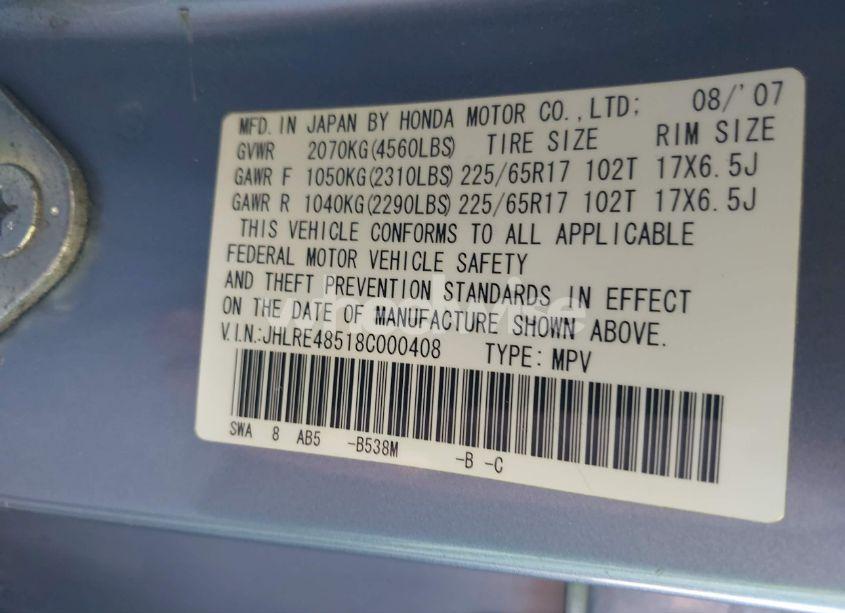 MFD. IN JAPAN BY HONDA MOTOR CO.,LTD; 08/'07
GVWR 2070KG(4560LBS) TIRE SIZE RIM SIZE
GAWR F 1050KG(2310LBS) 225/65R17 102T 17X6.5J
GAWR R 1040KG(2290LBS) 225/65R17 102T 17X6.5J
THIS VEHICLE CONFORMS TO ALL APPLICABLE
FEDERAL MOTOR VEHICLE SAFETY
AND THEFT PREVENTION STANDARDS IN EFFECT
ON THE DATE OF MANUFACTURE SHOWN ABOVE.
V.I.N.:JHLRE48518C000408 TYPE: MPV
SWA 8 AB5 -B538M -B -C